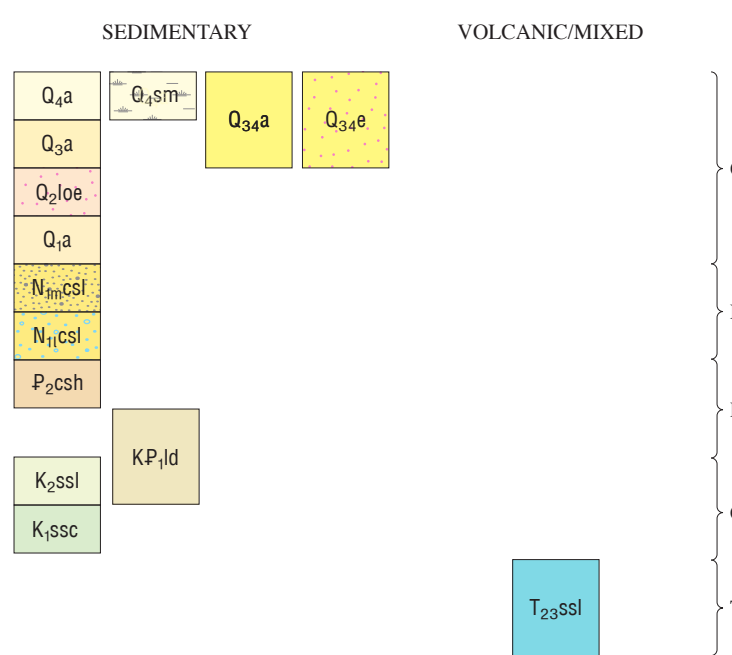 SEDIMENTARY VOLCANIC/MIXED
Q₄a Q₄sm Q₃₄a Q₃₄e
Q₃a
Q₂loe
Q₁a
N₁ₘcsl
N₁ₗcsl
₽₂csh
K₽₁ld
K₂ssl
K₁ssc
T₂₃ssl